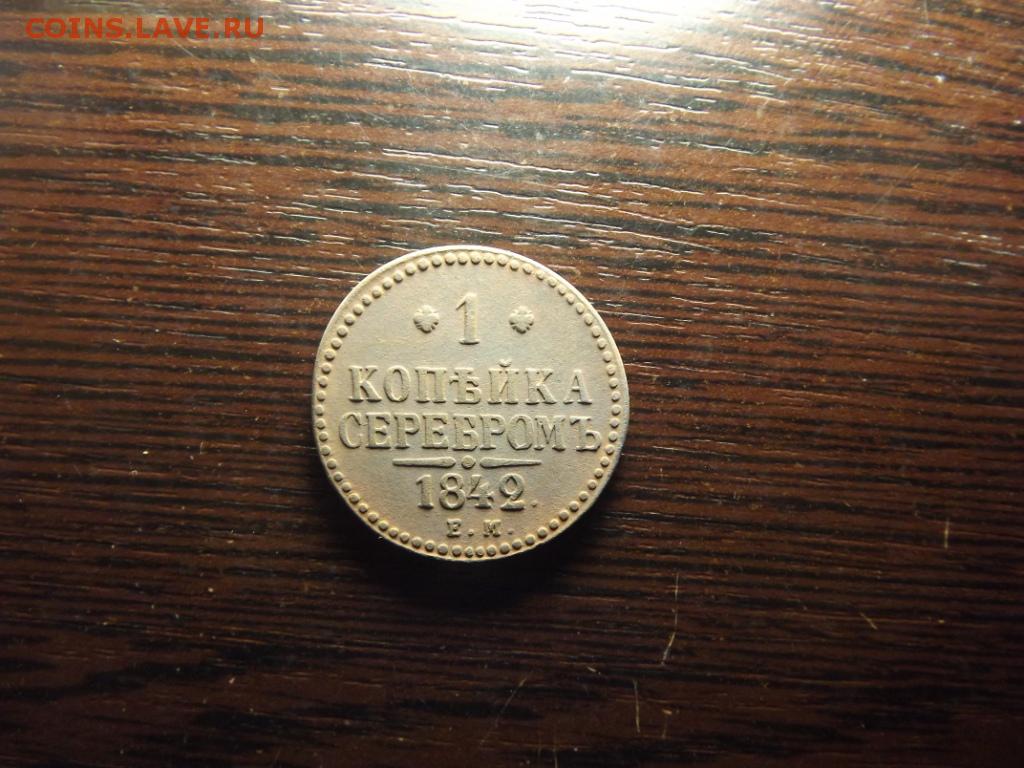 COINS.LAVE.RU
1
КОПѢЙКА
СЕРЕБРОМЪ
1842.
Е.М.